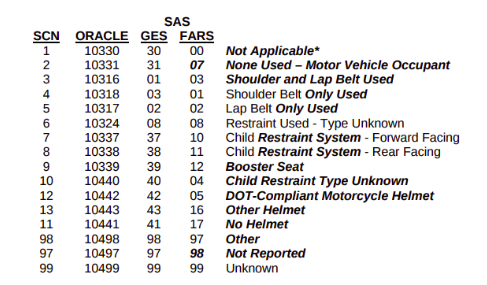 SAS
SCN ORACLE GES FARS
1 10330 30 00 Not Applicable*
2 10331 31 07 None Used – Motor Vehicle Occupant
3 10316 01 03 Shoulder and Lap Belt Used
4 10318 03 01 Shoulder Belt Only Used
5 10317 02 02 Lap Belt Only Used
6 10324 08 08 Restraint Used - Type Unknown
7 10337 37 10 Child Restraint System - Forward Facing
8 10338 38 11 Child Restraint System - Rear Facing
9 10339 39 12 Booster Seat
10 10440 40 04 Child Restraint Type Unknown
12 10442 42 05 DOT-Compliant Motorcycle Helmet
13 10443 43 16 Other Helmet
11 10441 41 17 No Helmet
98 10498 98 97 Other
97 10497 97 98 Not Reported
99 10499 99 99 Unknown